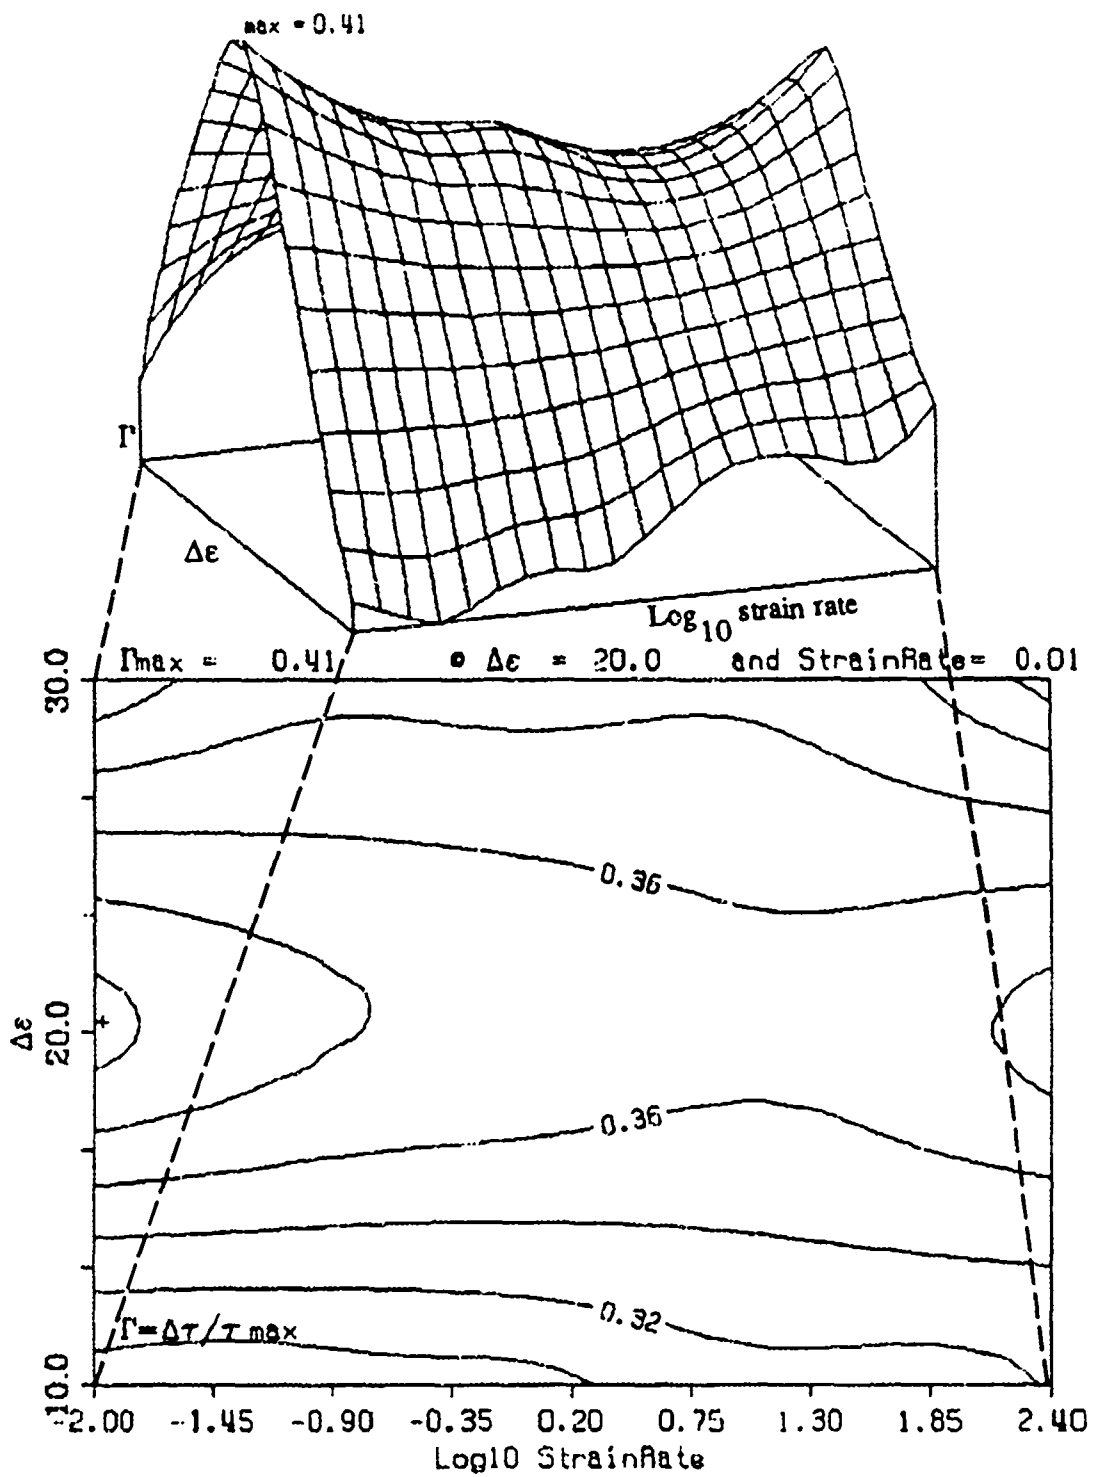 max = 0.41
Γ
Δε
Log10 strain rate
Γmax = 0.41 @ Δε = 20.0 and StrainRate= 0.01
30.0
0.36
20.0
Δε
0.36
0.32
Γ=Δτ/τmax
10.0
-2.00 -1.45 -0.90 -0.35 0.20 0.75 1.30 1.85 2.40
Log10 StrainRate